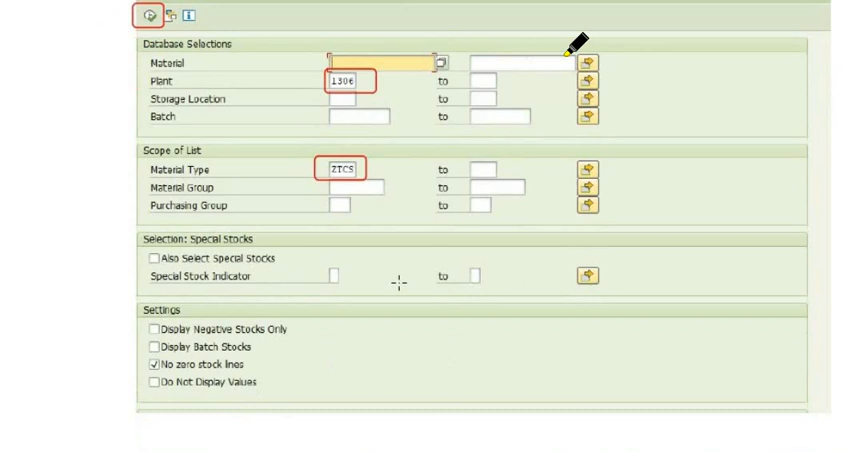 Database Selections
Material
Plant 1306 to
Storage Location to
Batch to
Scope of List
Material Type ZTCS to
Material Group to
Purchasing Group to
Selection: Special Stocks
Also Select Special Stocks
Special Stock Indicator to
Settings
Display Negative Stocks Only
Display Batch Stocks
No zero stock lines
Do Not Display Values